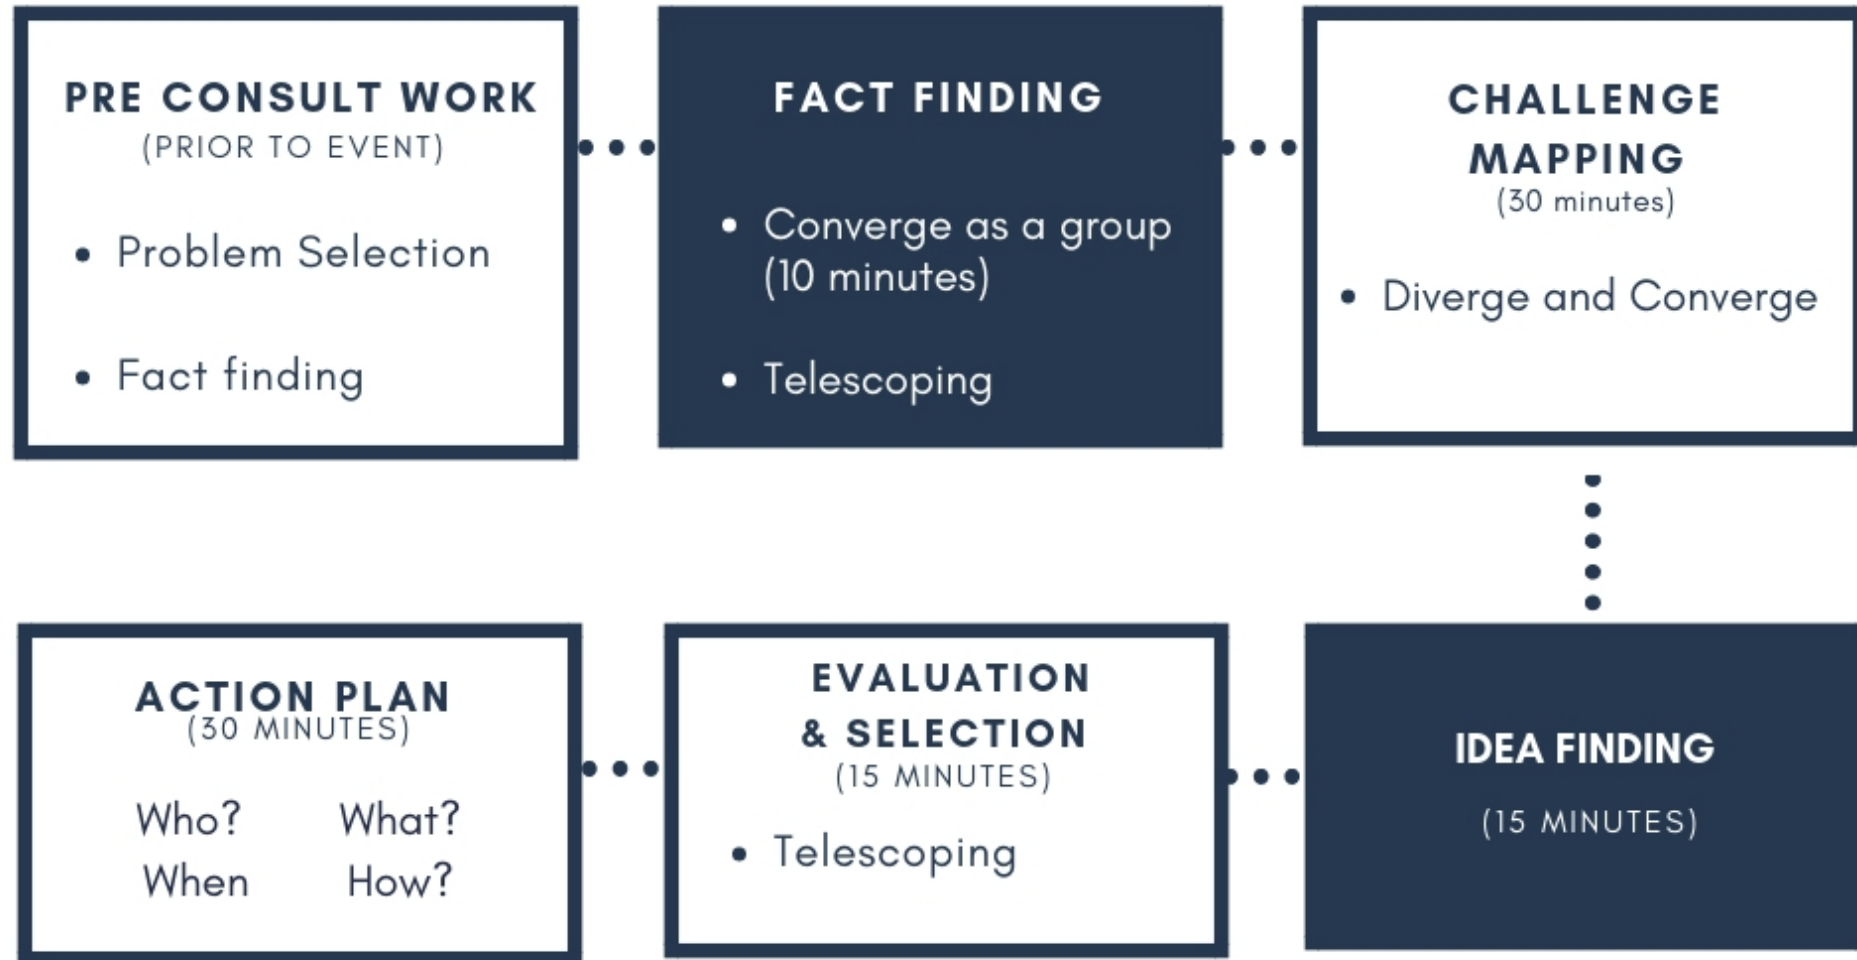 PRE CONSULT WORK
(PRIOR TO EVENT)
• Problem Selection
• Fact finding
FACT FINDING
• Converge as a group
(10 minutes)
• Telescoping
CHALLENGE
MAPPING
(30 minutes)
• Diverge and Converge
IDEA FINDING
(15 MINUTES)
EVALUATION
& SELECTION
(15 MINUTES)
• Telescoping
ACTION PLAN
(30 MINUTES)
Who? What?
When How?